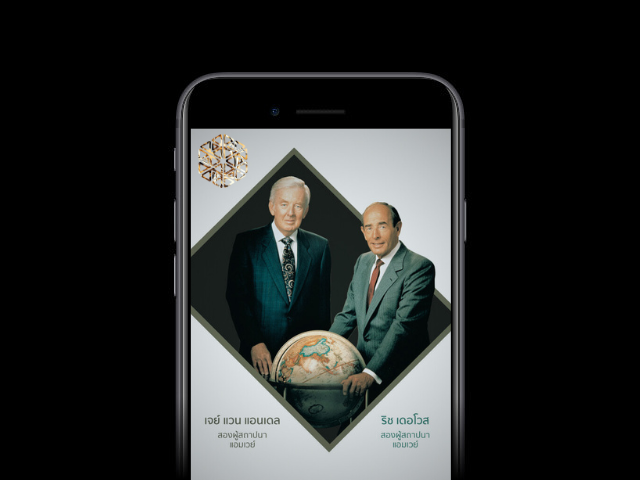 เจย์ แวน แอนเดล
สองผู้สถาปนา
แอมเวย์
ริช เดอโวส
สองผู้สถาปนา
แอมเวย์